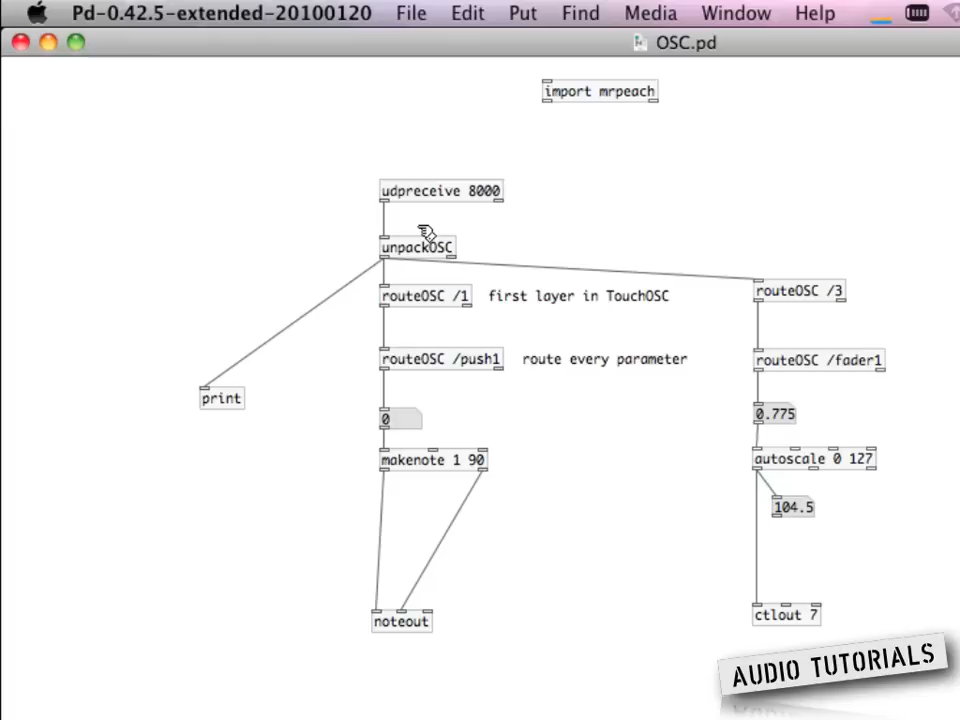 Pd-0.42.5-extended-20100120 File Edit Put Find Media Window Help
OSC.pd
import mrpeach
udpreceive 8000
unpackOSC
routeOSC /1 first layer in TouchOSC
routeOSC /3
routeOSC /push1 route every parameter
routeOSC /fader1
print
0
0.775
makenote 1 90
autoscale 0 127
104.5
noteout
ctlout 7
AUDIO TUTORIALS